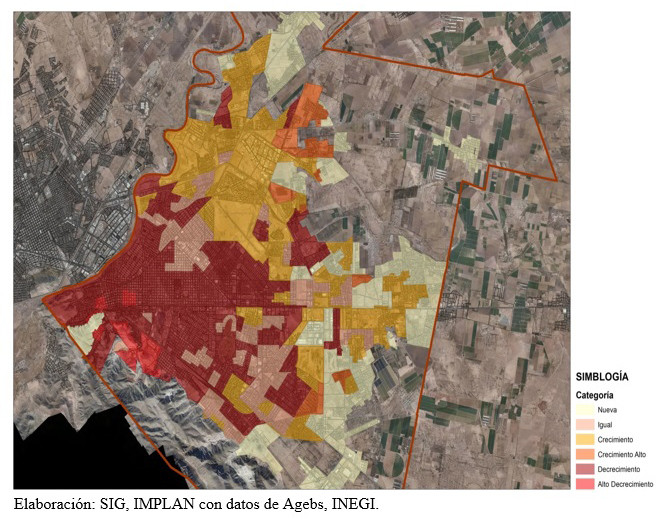 SIMBLOGÍA
Categoría
Nueva
Igual
Crecimiento
Crecimiento Alto
Decrecimiento
Alto Decrecimiento
Elaboración: SIG, IMPLAN con datos de Agebs, INEGI.